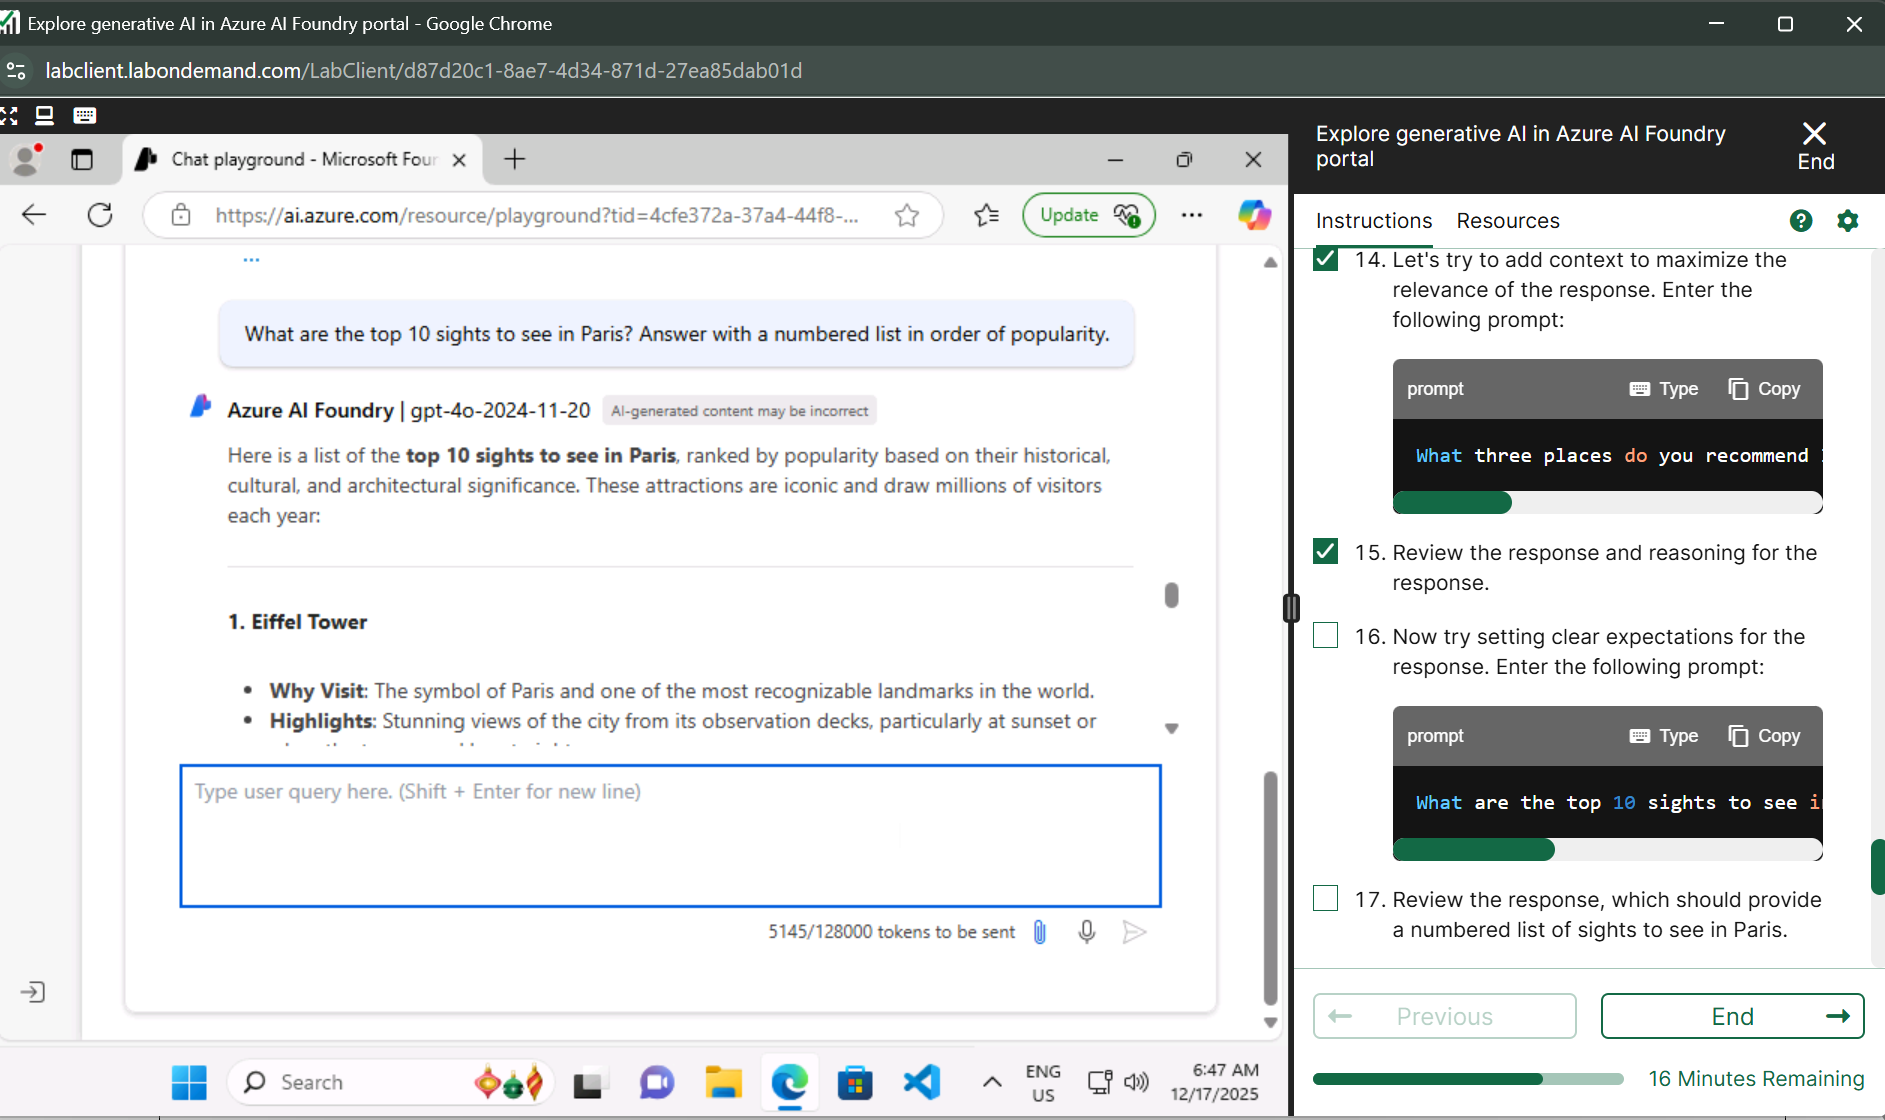 Explore generative AI in Azure AI Foundry portal - Google Chrome
labclient.labondemand.com/LabClient/d87d20c1-8ae7-4d34-871d-27ea85dab01d
Chat playground - Microsoft Four
https://ai.azure.com/resource/playground?tid=4cfe372a-37a4-44f8-...
Update
...
What are the top 10 sights to see in Paris? Answer with a numbered list in order of popularity.
Azure AI Foundry | gpt-4o-2024-11-20
AI-generated content may be incorrect
Here is a list of the top 10 sights to see in Paris, ranked by popularity based on their historical,
cultural, and architectural significance. These attractions are iconic and draw millions of visitors
each year:
1. Eiffel Tower
• Why Visit: The symbol of Paris and one of the most recognizable landmarks in the world.
• Highlights: Stunning views of the city from its observation decks, particularly at sunset or
Type user query here. (Shift + Enter for new line)
5145/128000 tokens to be sent
Search
ENG
US
6:47 AM
12/17/2025
Explore generative AI in Azure AI Foundry
portal
End
Instructions
Resources
14. Let's try to add context to maximize the
relevance of the response. Enter the
following prompt:
prompt
Type
Copy
What three places do you recommend
15. Review the response and reasoning for the
response.
16. Now try setting clear expectations for the
response. Enter the following prompt:
prompt
Type
Copy
What are the top 10 sights to see
17. Review the response, which should provide
a numbered list of sights to see in Paris.
Previous
End
16 Minutes Remaining